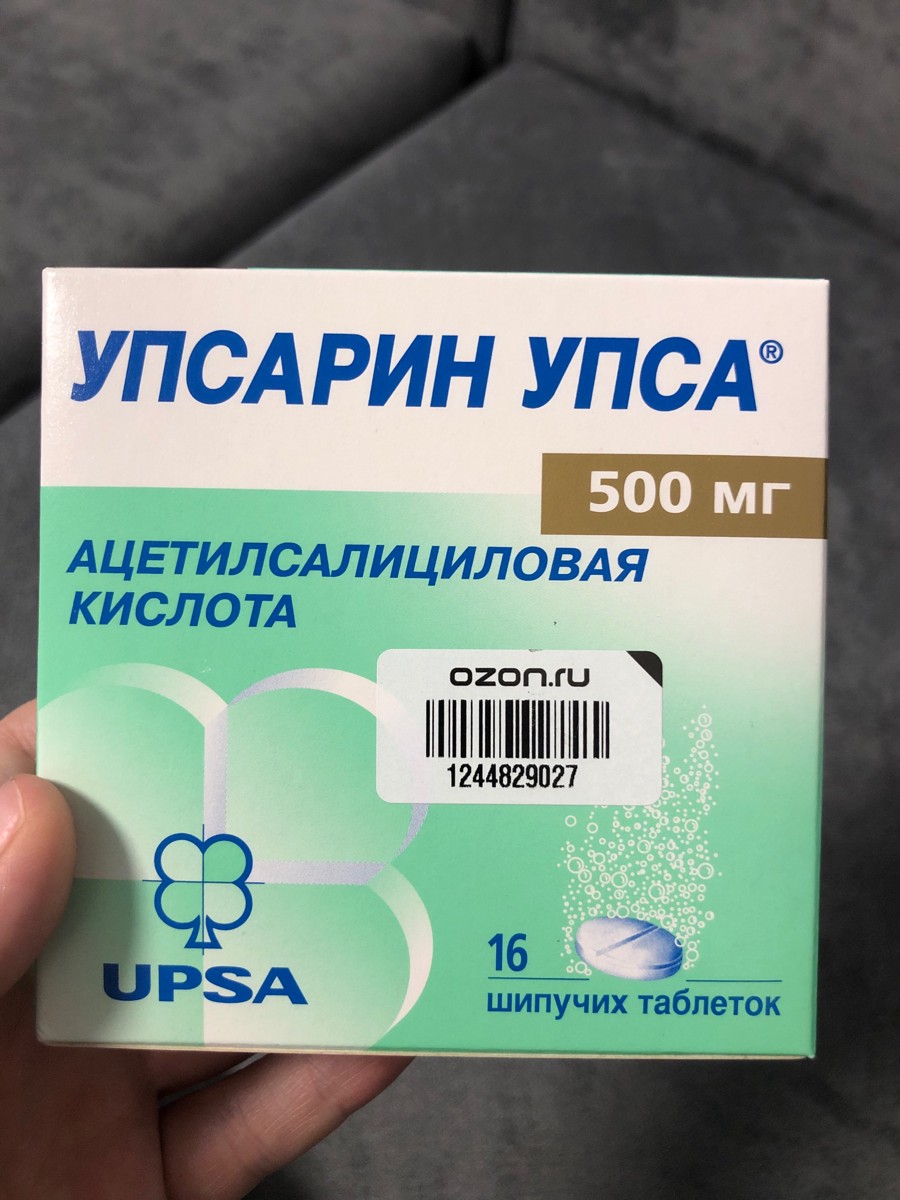 УПСАРИН УПСА®
500 мг
АЦЕТИЛСАЛИЦИЛОВАЯ
КИСЛОТА
ozon.ru
1244829027
UPSA
16
шипучих таблеток